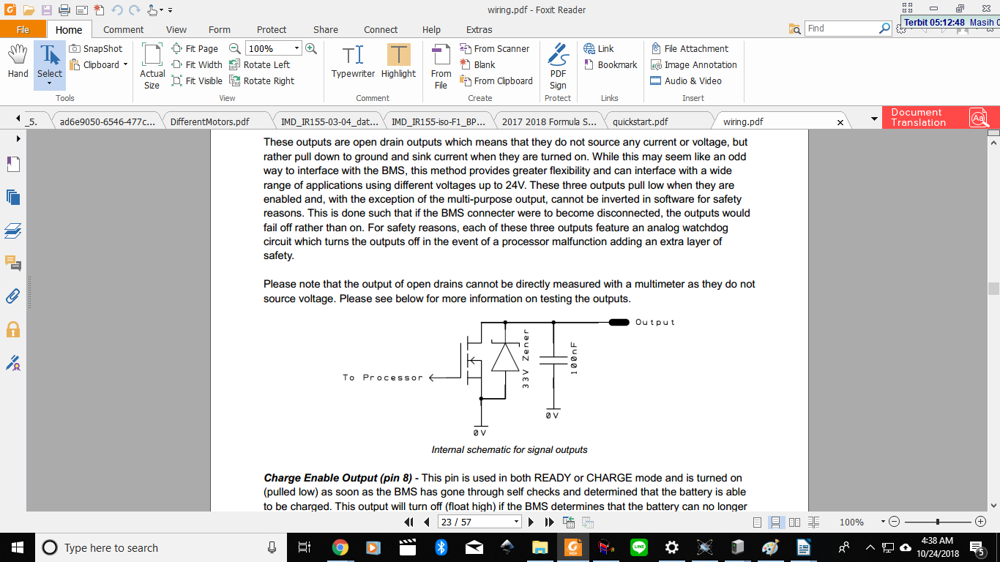 wiring.pdf - Foxit Reader
Terbit 05:12:48 Masih 0
File Home Comment View Form Protect Share Connect Help Extras
Find
Hand
Select
SnapShot
Clipboard
Tools
Actual Size
Fit Page
Fit Width
Fit Visible
100%
Rotate Left
Rotate Right
View
Typewriter
Highlight
Comment
From File
From Scanner
Blank
From Clipboard
Create
PDF Sign
Protect
Link
Bookmark
Links
File Attachment
Image Annotation
Audio & Video
Insert
_5.
ad6e9050-6546-477c...
DifferentMotors.pdf
IMD_IR155-03-04_dat...
IMD_IR155-iso-F1_BP...
2017 2018 Formula S...
quickstart.pdf
wiring.pdf
Document
Translation
These outputs are open drain outputs which means that they do not source any current or voltage, but
rather pull down to ground and sink current when they are turned on. While this may seem like an odd
way to interface with the BMS, this method provides greater flexibility and can interface with a wide
range of applications using different voltages up to 24V. These three outputs pull low when they are
enabled and, with the exception of the multi-purpose output, cannot be inverted in software for safety
reasons. This is done such that if the BMS connecter were to become disconnected, the outputs would
fail off rather than on. For safety reasons, each of these three outputs feature an analog watchdog
circuit which turns the outputs off in the event of a processor malfunction adding an extra layer of
safety.
Please note that the output of open drains cannot be directly measured with a multimeter as they do not
source voltage. Please see below for more information on testing the outputs.
Output
33V Zener
100nF
To Processor
0V
0V
Internal schematic for signal outputs
Charge Enable Output (pin 8) - This pin is used in both READY or CHARGE mode and is turned on
(pulled low) as soon as the BMS has gone through self checks and determined that the battery is able
to be charged. This output will turn off (float high) if the BMS determines that the battery can no longer
23 / 57
100%
Type here to search
4:38 AM
10/24/2018
5